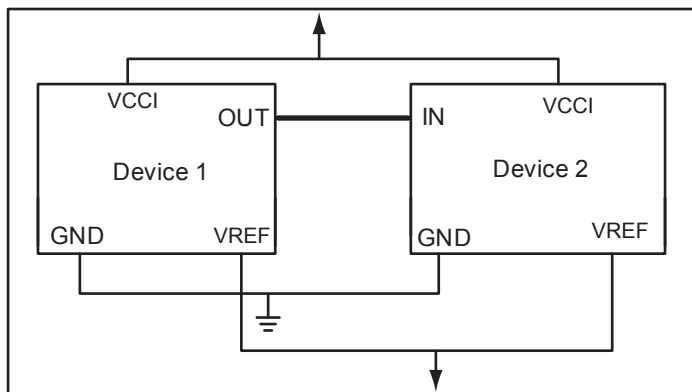 VCCI
VCCI
OUT
IN
Device 1
Device 2
GND
VREF
GND
VREF